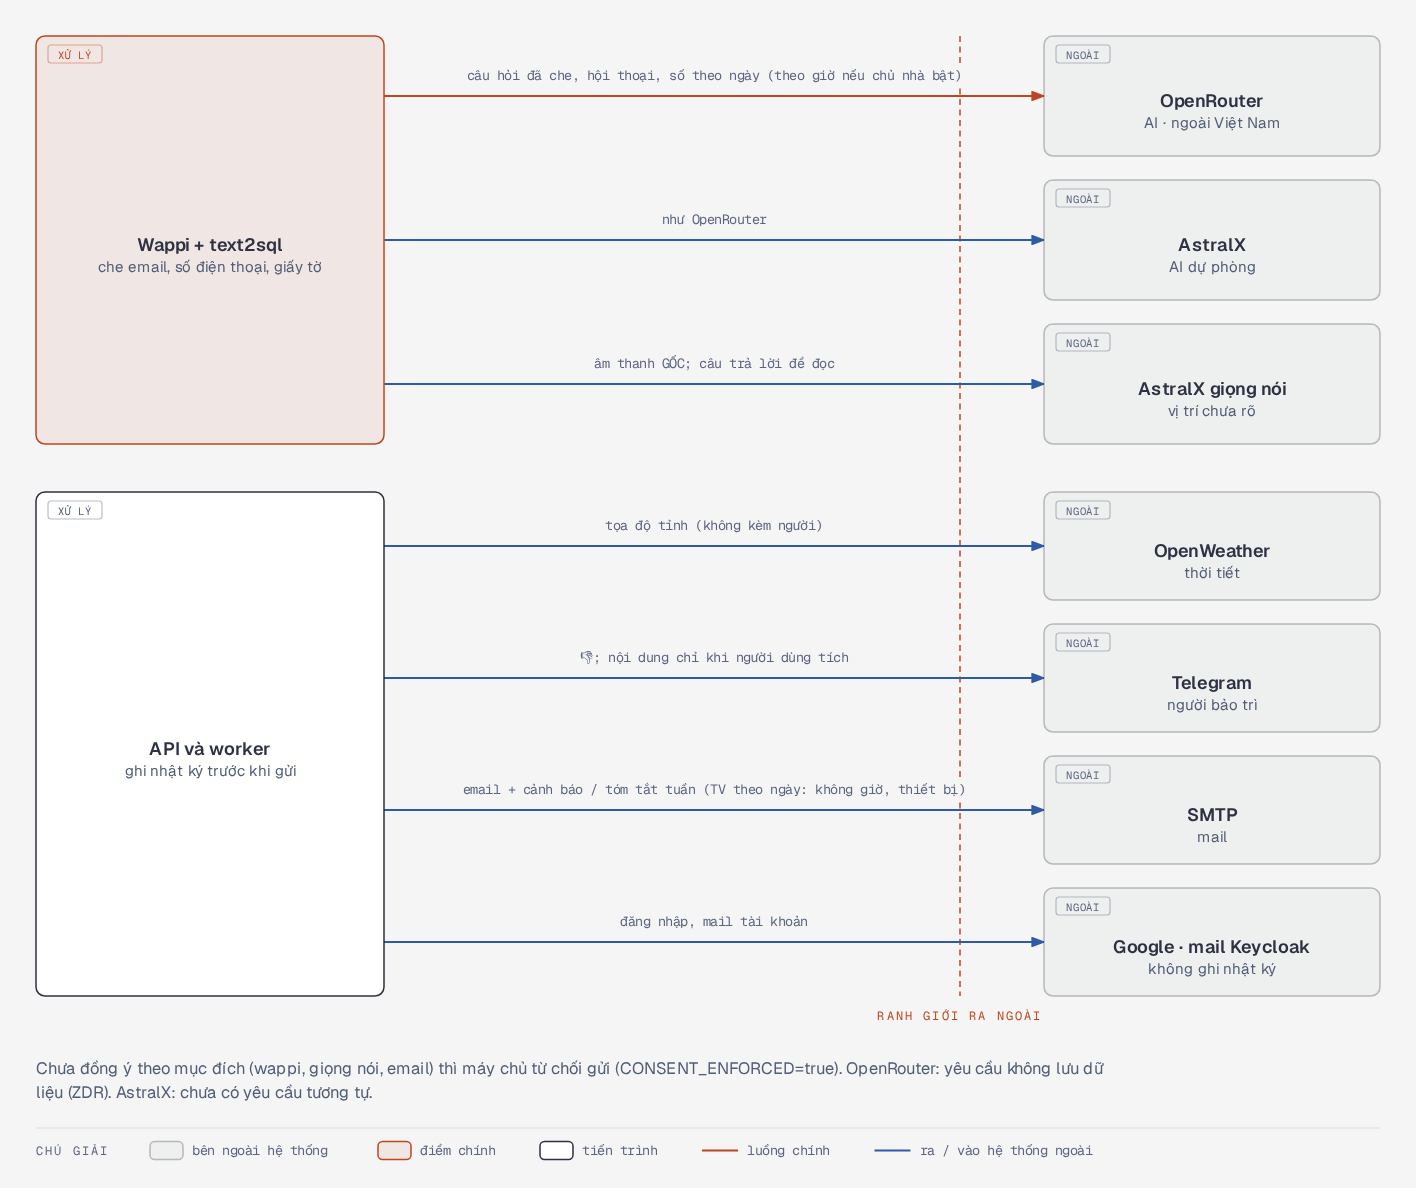 XỬ LÝ
Wappi + text2sql
che email, số điện thoại, giấy tờ
câu hỏi đã che, hội thoại, số theo ngày (theo giờ nếu chủ nhà bật)
NGOÀI
OpenRouter
AI · ngoài Việt Nam
như OpenRouter
NGOÀI
AstralX
AI dự phòng
âm thanh GỐC; câu trả lời để đọc
NGOÀI
AstralX giọng nói
vị trí chưa rõ
XỬ LÝ
API và worker
ghi nhật ký trước khi gửi
tọa độ tỉnh (không kèm người)
NGOÀI
OpenWeather
thời tiết
👎; nội dung chỉ khi người dùng tích
NGOÀI
Telegram
người bảo trì
email + cảnh báo / tóm tắt tuần (TV theo ngày: không giờ, thiết bị)
NGOÀI
SMTP
mail
đăng nhập, mail tài khoản
NGOÀI
Google · mail Keycloak
không ghi nhật ký
RANH GIỚI RA NGOÀI
Chưa đồng ý theo mục đích (wappi, giọng nói, email) thì máy chủ từ chối gửi (CONSENT_ENFORCED=true). OpenRouter: yêu cầu không lưu dữ
liệu (ZDR). AstralX: chưa có yêu cầu tương tự.
CHÚ GIẢI
bên ngoài hệ thống
điểm chính
tiến trình
luồng chính
ra / vào hệ thống ngoài